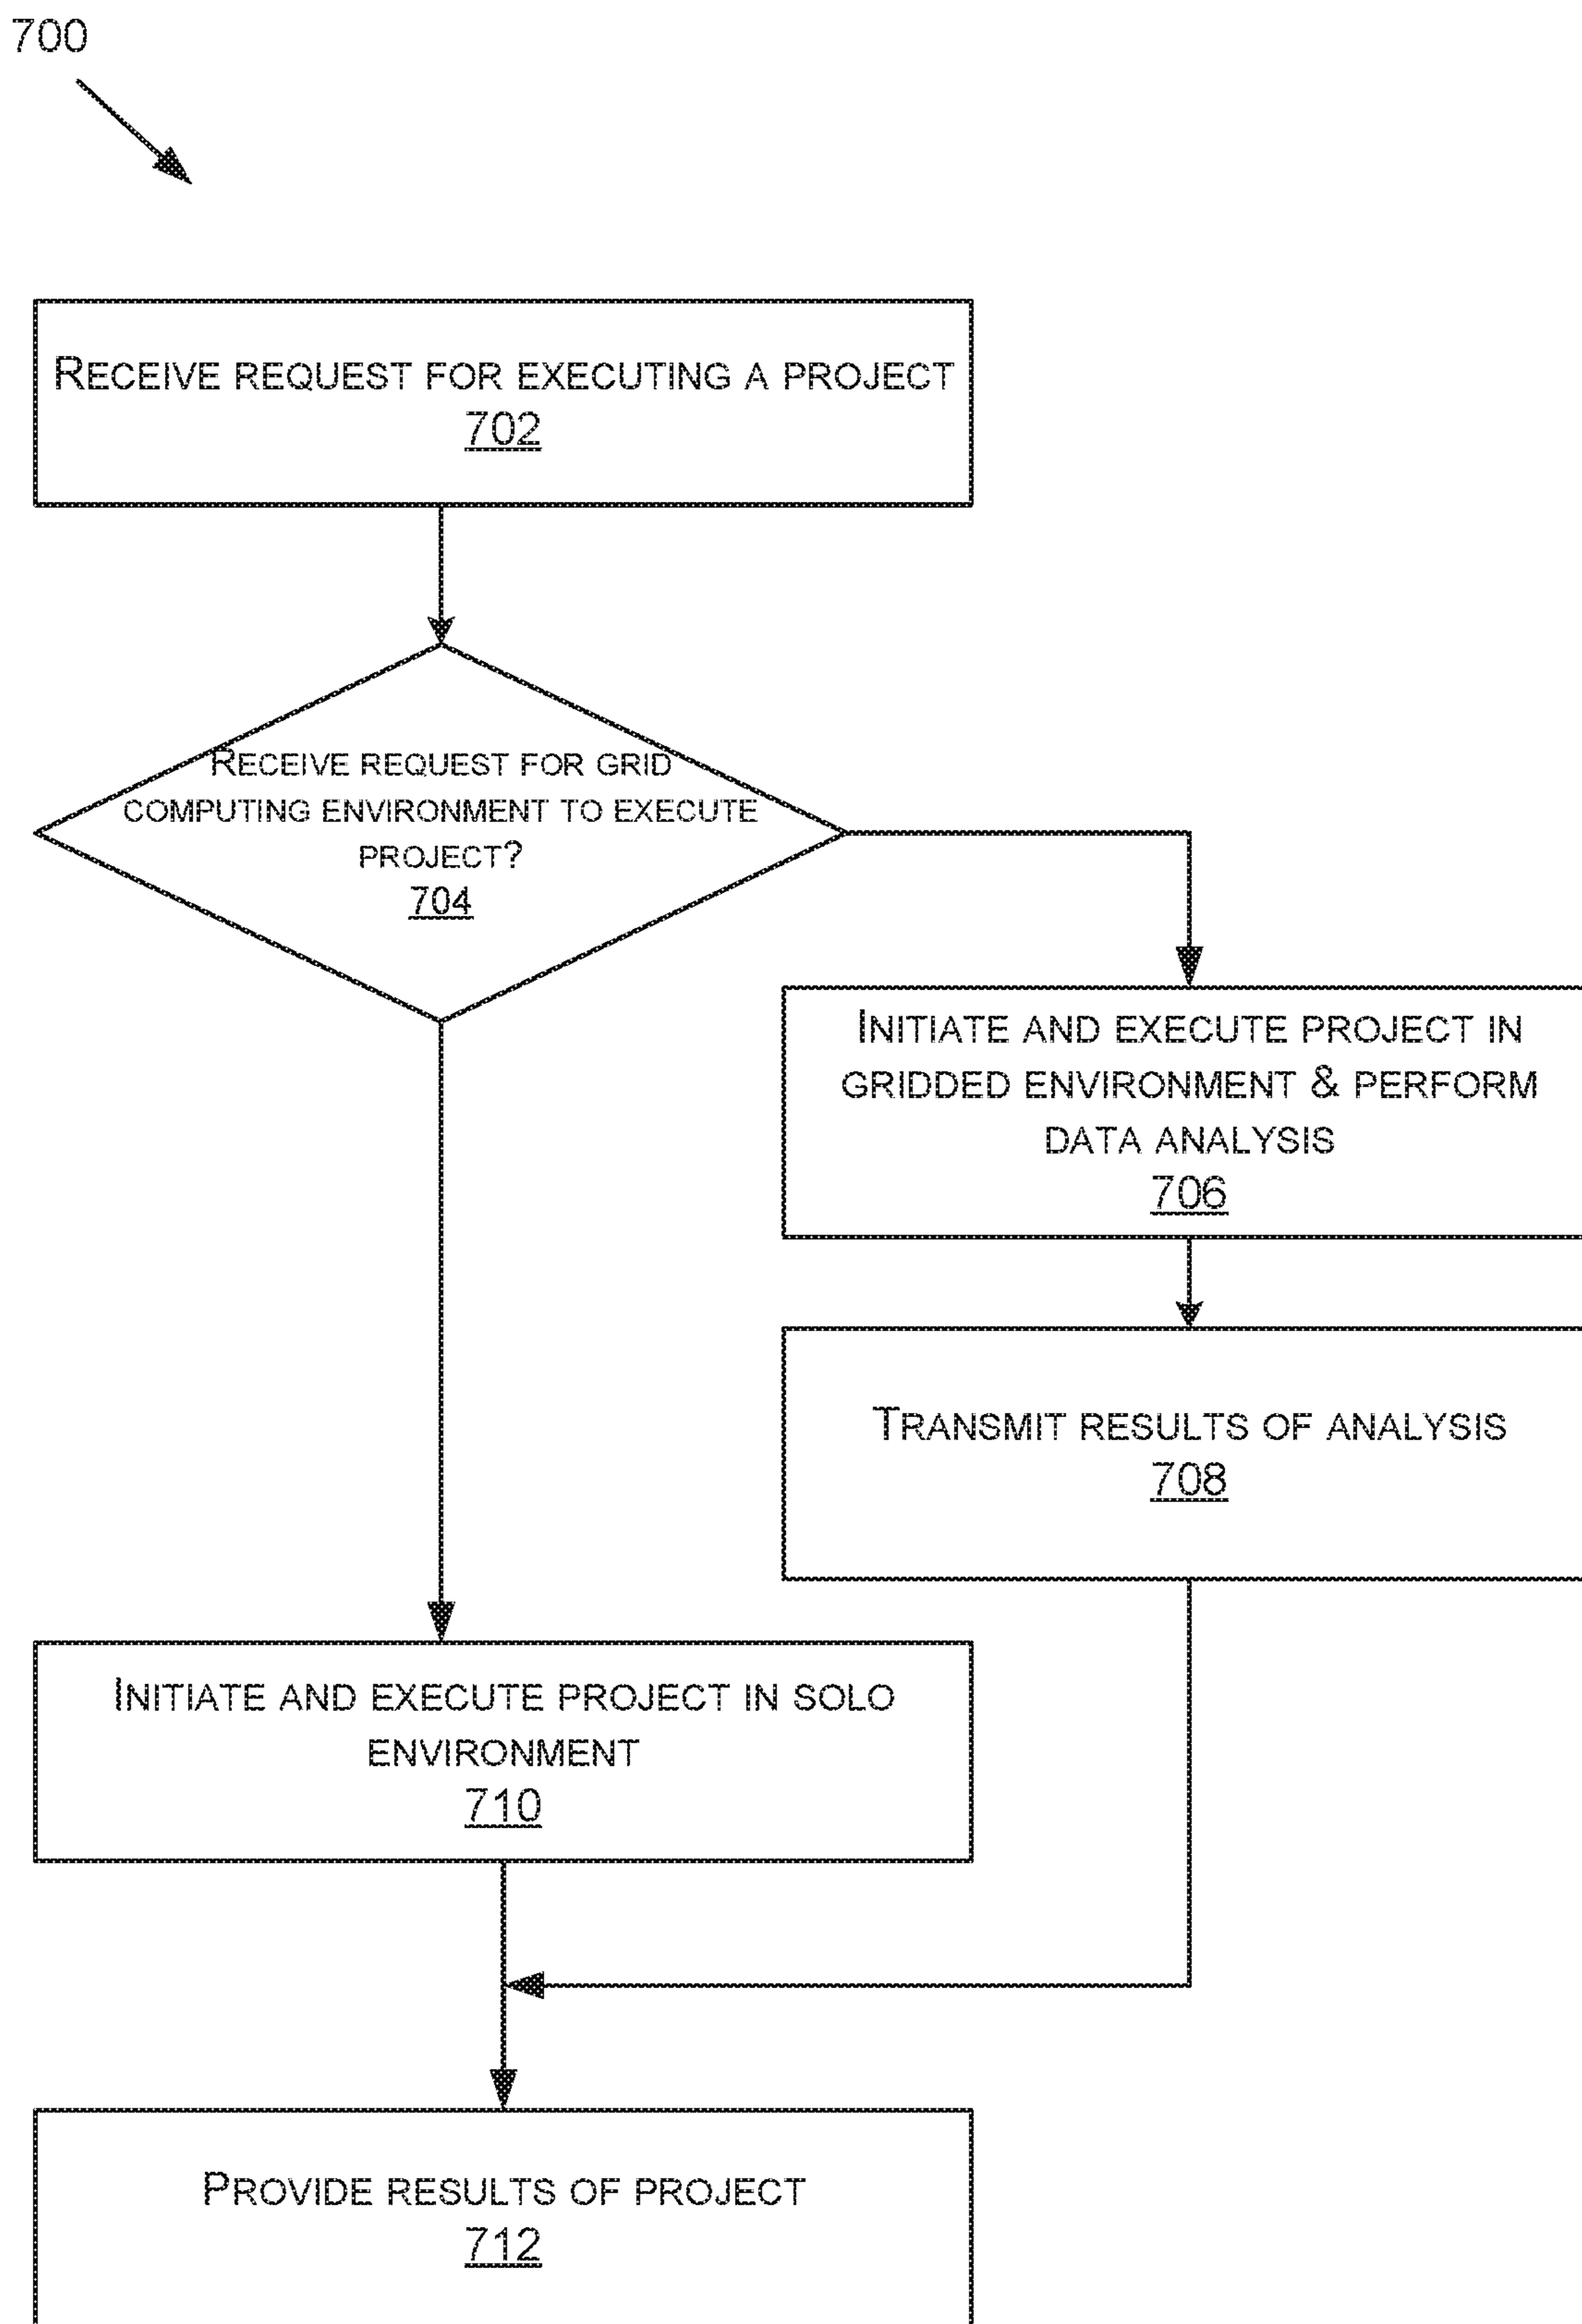 700
RECEIVE REQUEST FOR EXECUTING A PROJECT
702
RECEIVE REQUEST FOR GRID
COMPUTING ENVIRONMENT TO EXECUTE
PROJECT?
704
INITIATE AND EXECUTE PROJECT IN
GRIDDED ENVIRONMENT & PERFORM
DATA ANALYSIS
706
TRANSMIT RESULTS OF ANALYSIS
708
INITIATE AND EXECUTE PROJECT IN SOLO
ENVIRONMENT
710
PROVIDE RESULTS OF PROJECT
712